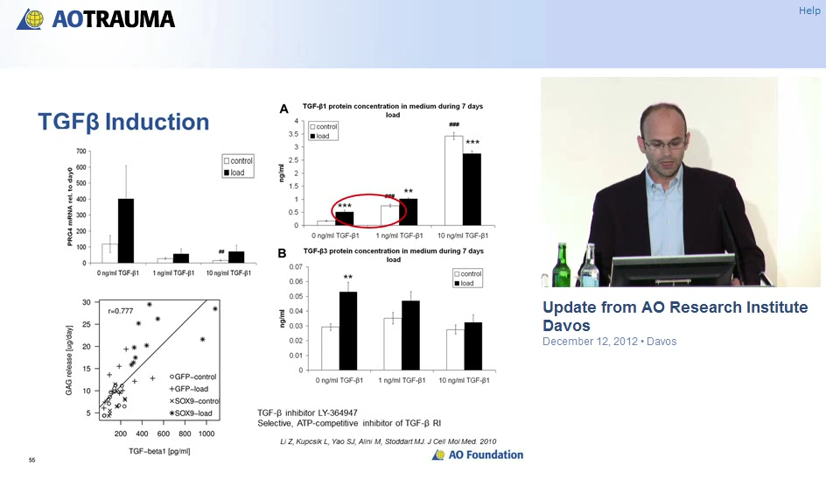 AOTRAUMA
Help
TGFβ Induction
PRG4 mRNA rel. to day0
700
600
500
400
300
200
100
0
control
load
##
0 ng/ml TGF-β1
1 ng/ml TGF-β1
10 ng/ml TGF-β1
A
TGF-β1 protein concentration in medium during 7 days
load
control
load
ng/ml
4
3.5
3
2.5
2
1.5
1
0.5
0
***
###
**
###
***
0 ng/ml TGF-β1
1 ng/ml TGF-β1
10 ng/ml TGF-β1
B
TGF-β3 protein concentration in medium during 7 days
load
control
load
ng/ml
0.07
0.06
0.05
0.04
0.03
0.02
0.01
0
**
0 ng/ml TGF-β1
1 ng/ml TGF-β1
10 ng/ml TGF-β1
GAG release [ug/day]
30
25
20
15
10
5
r=0.777
GFP-control
GFP-load
SOX9-control
SOX9-load
200
400
600
800
1000
TGF-beta1 [pg/ml]
TGF-β inhibitor LY-364947
Selective, ATP-competitive inhibitor of TGF-β RI
Li Z, Kupcsik L, Yao SJ, Alini M, Stoddart MJ. J Cell Mol Med. 2010
55
AO Foundation
Update from AO Research Institute
Davos
December 12, 2012 • Davos